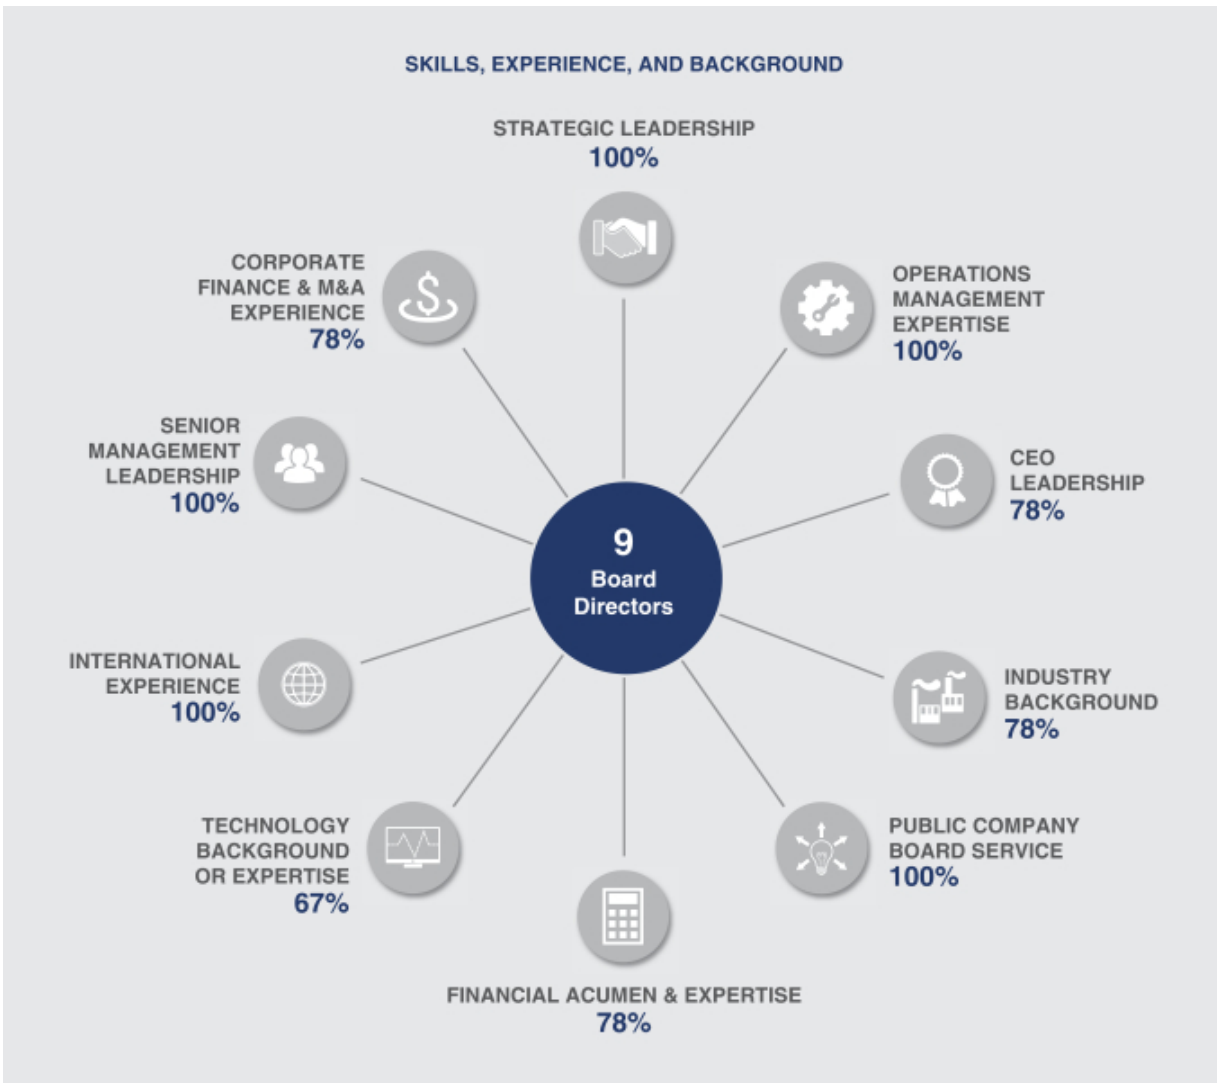 SKILLS, EXPERIENCE, AND BACKGROUND
STRATEGIC LEADERSHIP
100%
OPERATIONS
MANAGEMENT
EXPERTISE
100%
CEO
LEADERSHIP
78%
INDUSTRY
BACKGROUND
78%
PUBLIC COMPANY
BOARD SERVICE
100%
FINANCIAL ACUMEN & EXPERTISE
78%
TECHNOLOGY
BACKGROUND
OR EXPERTISE
67%
INTERNATIONAL
EXPERIENCE
100%
SENIOR
MANAGEMENT
LEADERSHIP
100%
CORPORATE
FINANCE & M&A
EXPERIENCE
78%
9
Board
Directors
$